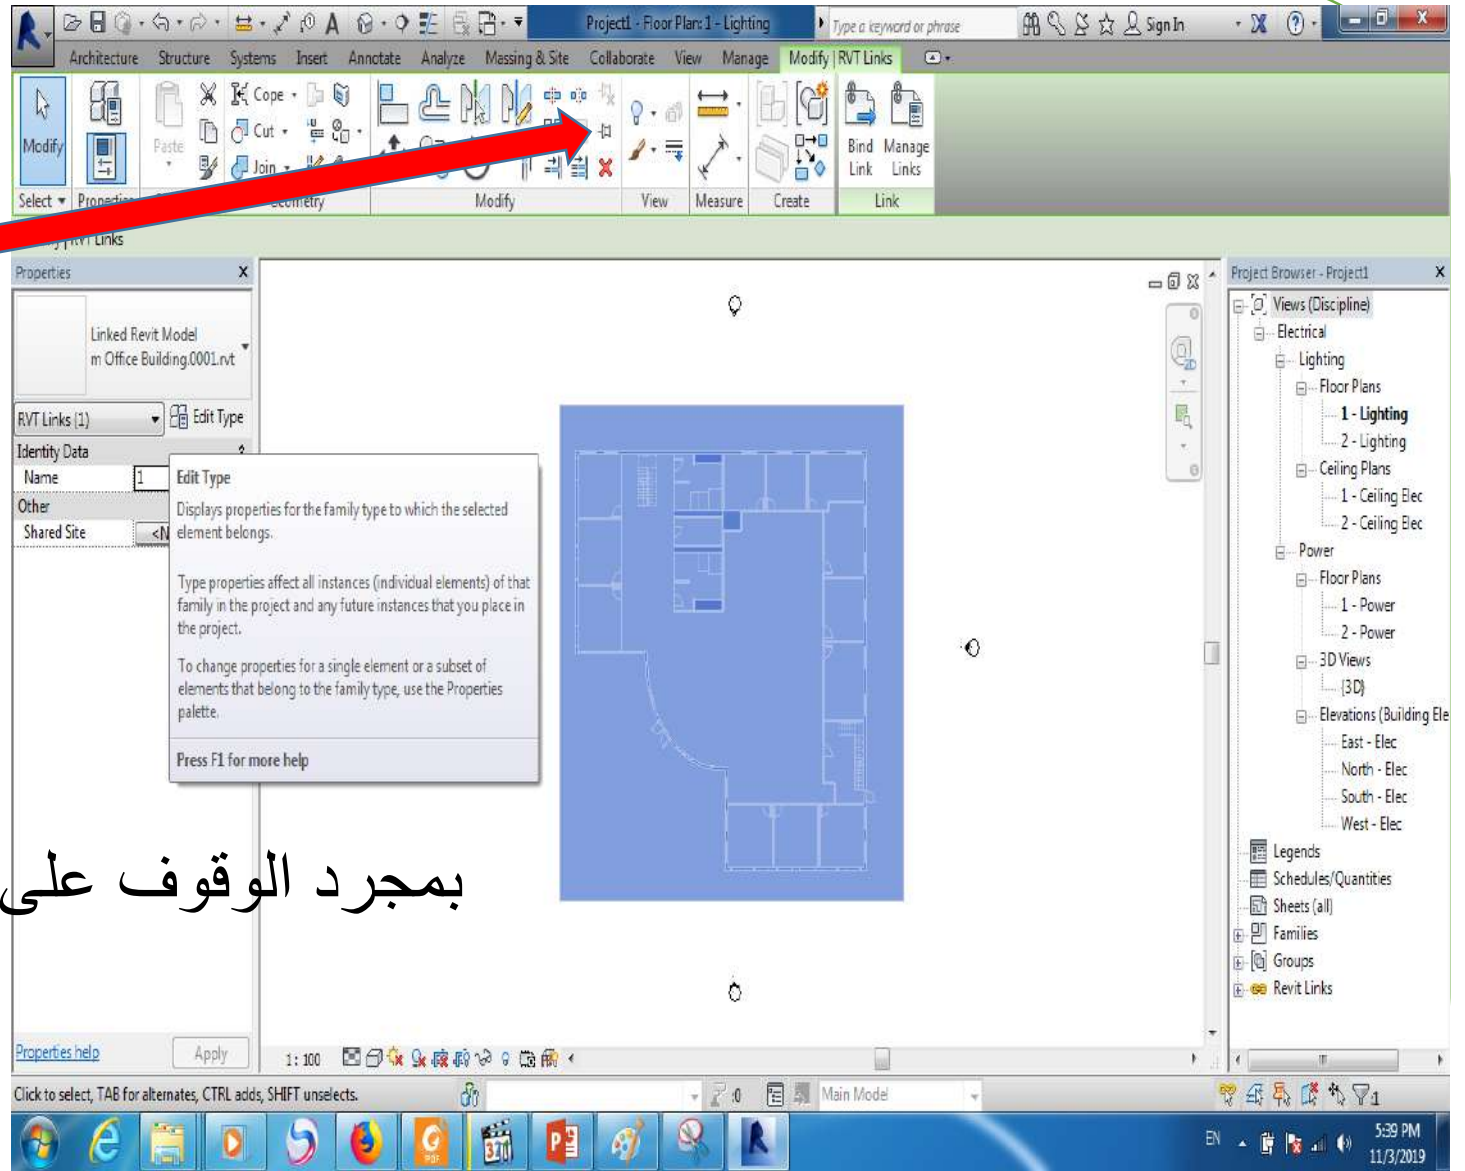 Project1 - Floor Plan: 1 - Lighting
Type a keyword or phrase
Sign In
Architecture Structure Systems Insert Annotate Analyze Massing & Site Collaborate View Manage Modify | RVT Links
Modify
Paste
Cope
Cut
Join
Bind Link
Manage Links
Select Properties Geometry Modify View Measure Create Link
RVT Links
Properties X
Linked Revit Model
m Office Building.0001.rvt
RVT Links (1) Edit Type
Identity Data
Name 1
Other
Shared Site <N
Edit Type
Displays properties for the family type to which the selected
element belongs.
Type properties affect all instances (individual elements) of that
family in the project and any future instances that you place in
the project.
To change properties for a single element or a subset of
elements that belong to the family type, use the Properties
palette.
Press F1 for more help
بمجرد الوقوف على
Properties help Apply
1 : 100
Project Browser - Project1 X
Views (Discipline)
Electrical
Lighting
Floor Plans
1 - Lighting
2 - Lighting
Ceiling Plans
1 - Ceiling Elec
2 - Ceiling Elec
Power
Floor Plans
1 - Power
2 - Power
3D Views
{3D}
Elevations (Building Ele
East - Elec
North - Elec
South - Elec
West - Elec
Legends
Schedules/Quantities
Sheets (all)
Families
Groups
Revit Links
Click to select, TAB for alternates, CTRL adds, SHIFT unselects.
:0
Main Model
:1
EN
5:39 PM
11/3/2019